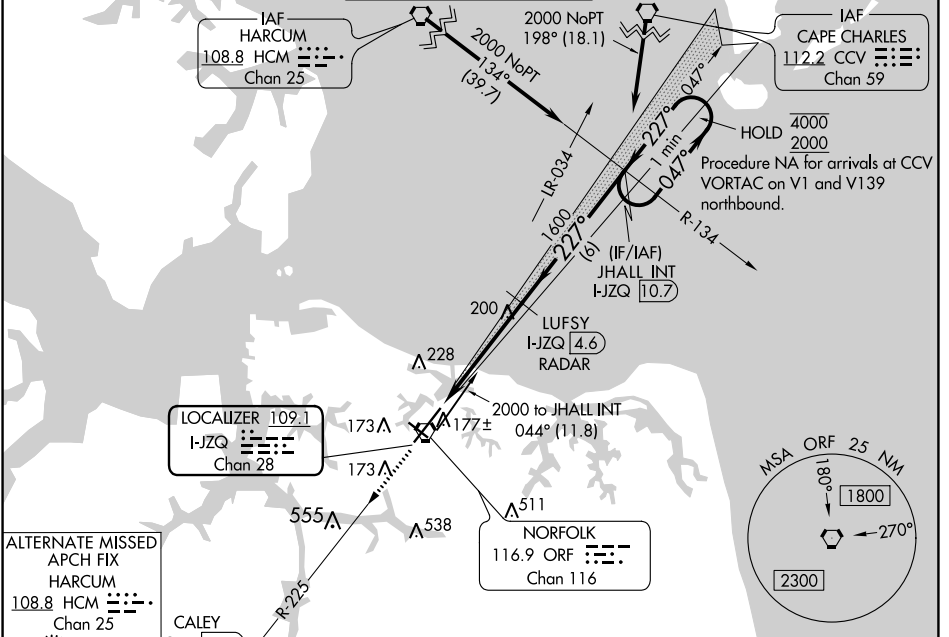 IAF
HARCUM
108.8 HCM
Chan 25
2000 NoPT
134°
(39.7)
2000 NoPT
198° (18.1)
IAF
CAPE CHARLES
112.2 CCV
Chan 59
047°
227°
1 min
047°
HOLD 4000
2000
Procedure NA for arrivals at CCV
VORTAC on V1 and V139
northbound.
LR-034
R-134
1600
227°
(6)
(IF/IAF)
JHALL INT
I-JZQ 10.7
200
LUFSY
I-JZQ 4.6
RADAR
228
2000 to JHALL INT
044° (11.8)
LOCALIZER 109.1
I-JZQ
Chan 28
173
177±
173
555
538
511
NORFOLK
116.9 ORF
Chan 116
MSA ORF 25 NM
180°
1800
270°
2300
R-225
ALTERNATE MISSED
APCH FIX
HARCUM
108.8 HCM
Chan 25
CALEY